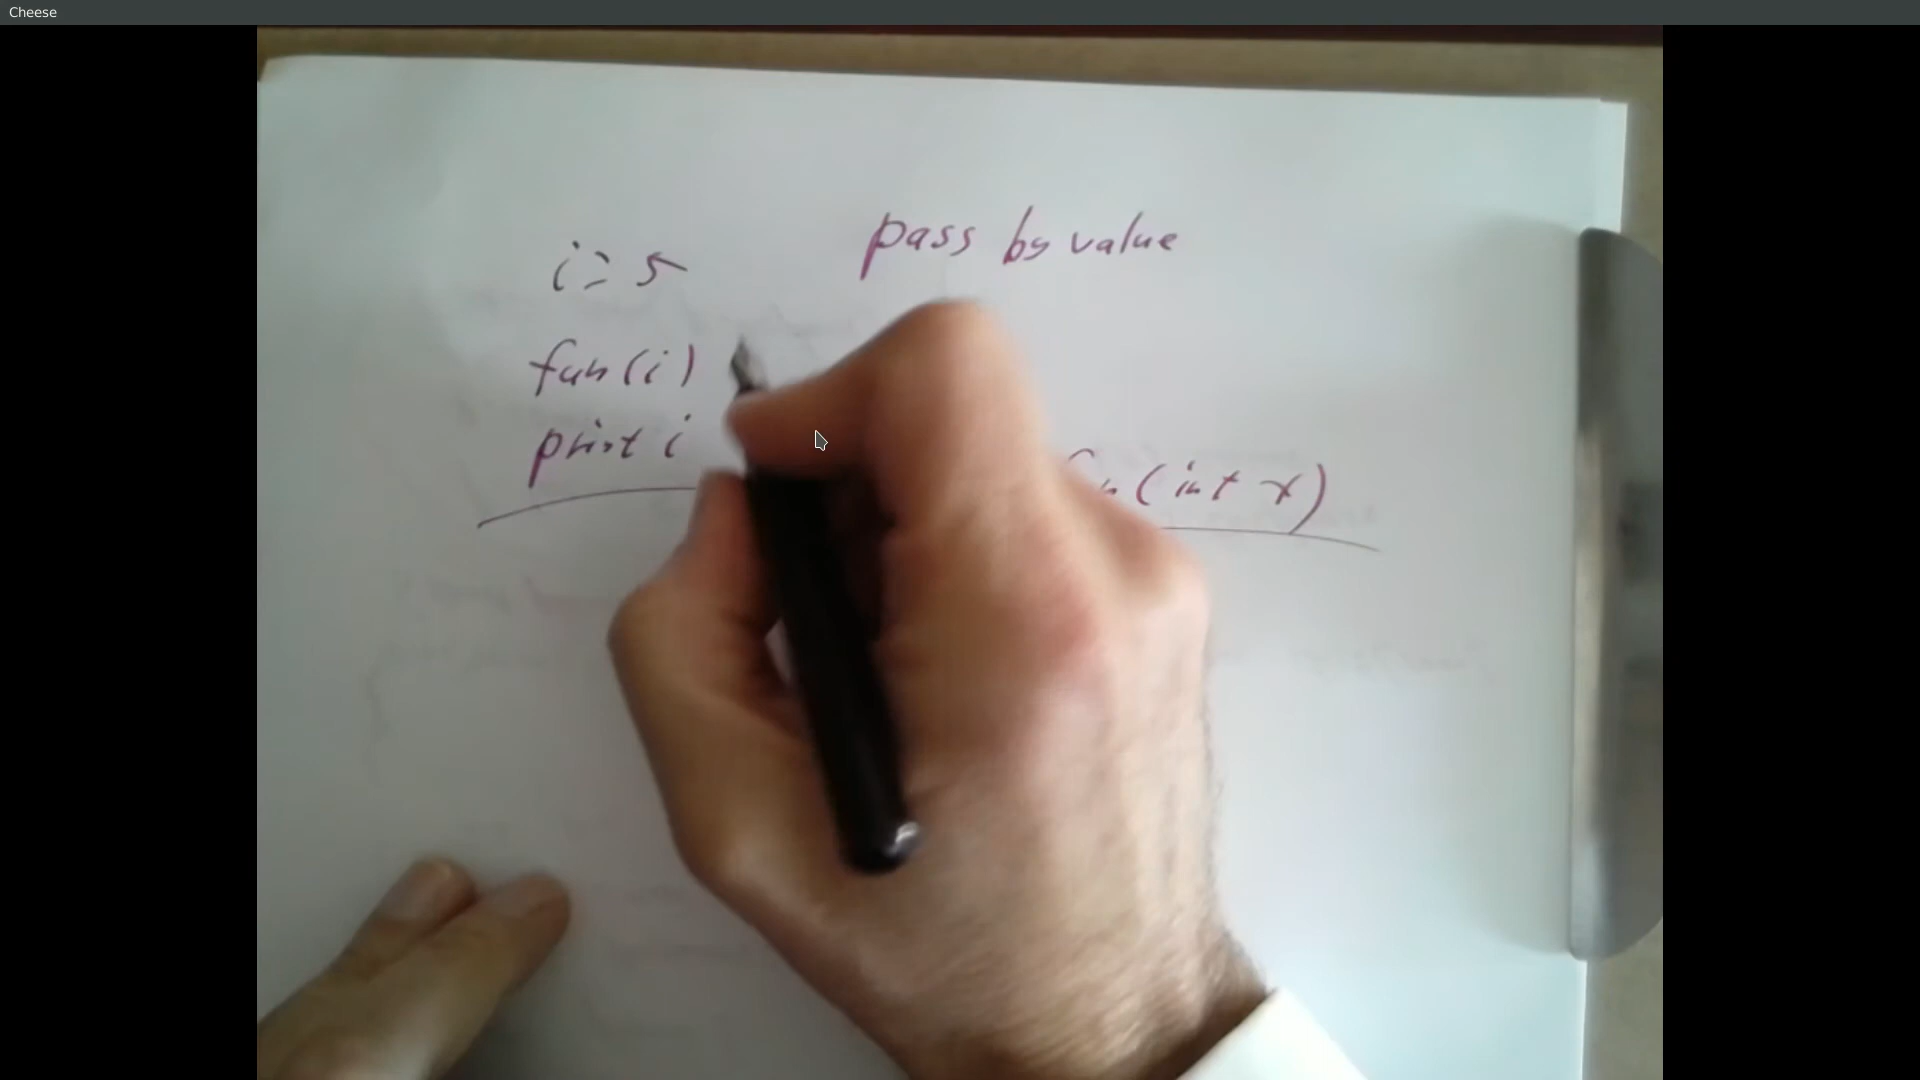 Cheese
pass by value
i = 5
fun(i)
print i
(int x)